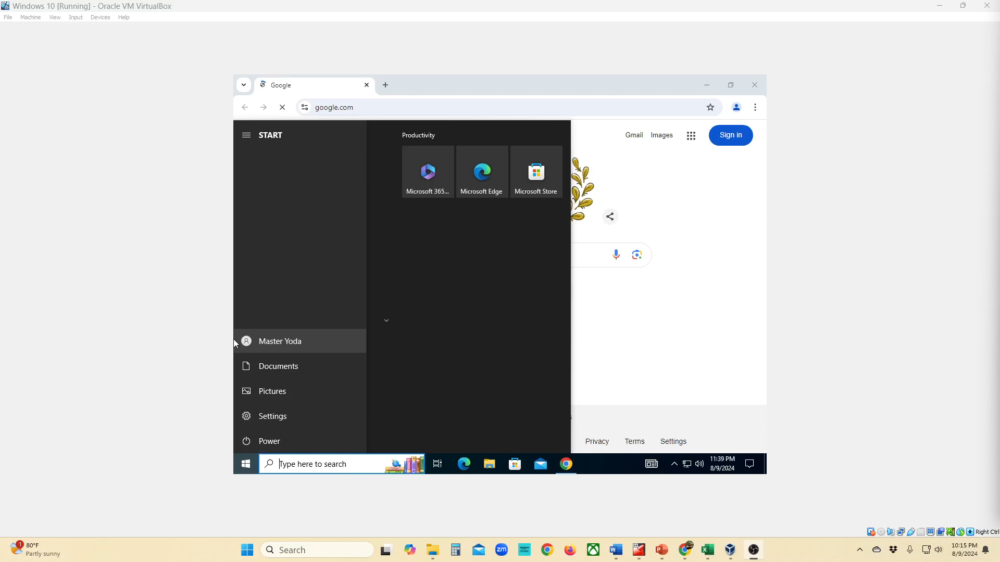 Windows 10 [Running] - Oracle VM VirtualBox
File Machine View Input Devices Help
Google
google.com
START
Productivity
Gmail Images
Sign in
Microsoft 365...
Microsoft Edge
Microsoft Store
Master Yoda
Documents
Pictures
Settings
Power
Privacy Terms Settings
Type here to search
11:39 PM
8/9/2024
Right Ctrl
1
80°F
Partly sunny
Search
zm
10:15 PM
8/9/2024